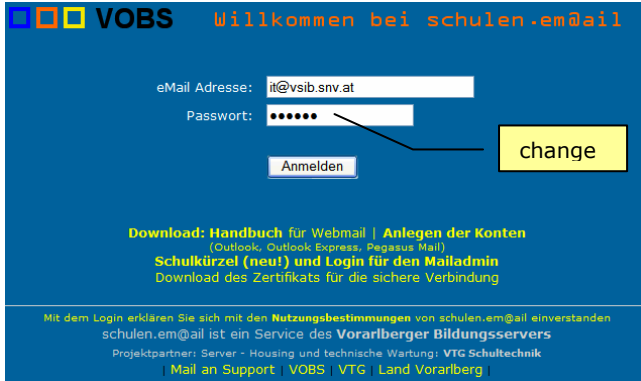 VOBS Willkommen bei schulen.em@ail
eMail Adresse: it@vsib.snv.at
Passwort: ●●●●●●
change
Anmelden
Download: Handbuch für Webmail | Anlegen der Konten
(Outlook, Outlook Express, Pegasus Mail)
Schulkürzel (neu!) und Login für den Mailadmin
Download des Zertifikats für die sichere Verbindung
Mit dem Login erklären Sie sich mit den Nutzungsbestimmungen von schulen.em@ail einverstanden
schulen.em@ail ist ein Service des Vorarlberger Bildungsservers
Projektpartner: Server - Housing und technische Wartung: VTG Schultechnik
| Mail an Support | VOBS | VTG | Land Vorarlberg |